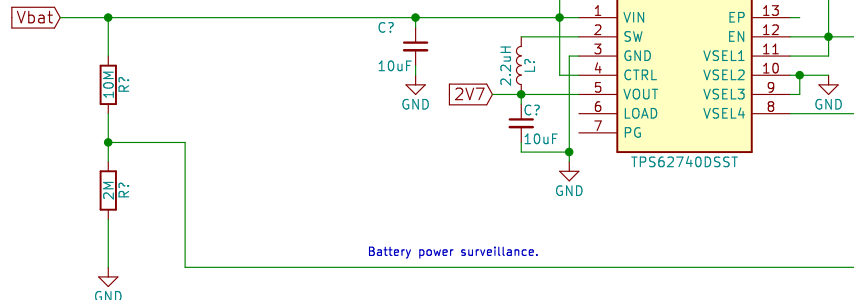 Vbat
C?
10uF
GND
10M
R?
2M
R?
GND
2.2uH
L?
2V7
C?
10uF
GND
1 VIN EP 13
2 SW EN 12
3 GND VSEL1 11
4 CTRL VSEL2 10
5 VOUT VSEL3 9
6 LOAD VSEL4 8
7 PG
TPS62740DSST
GND
Battery power surveillance.